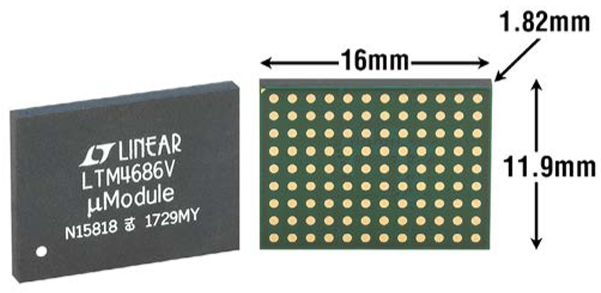 LINEAR
LTM4686V
µModule
N15818 1729MY
16mm
1.82mm
11.9mm